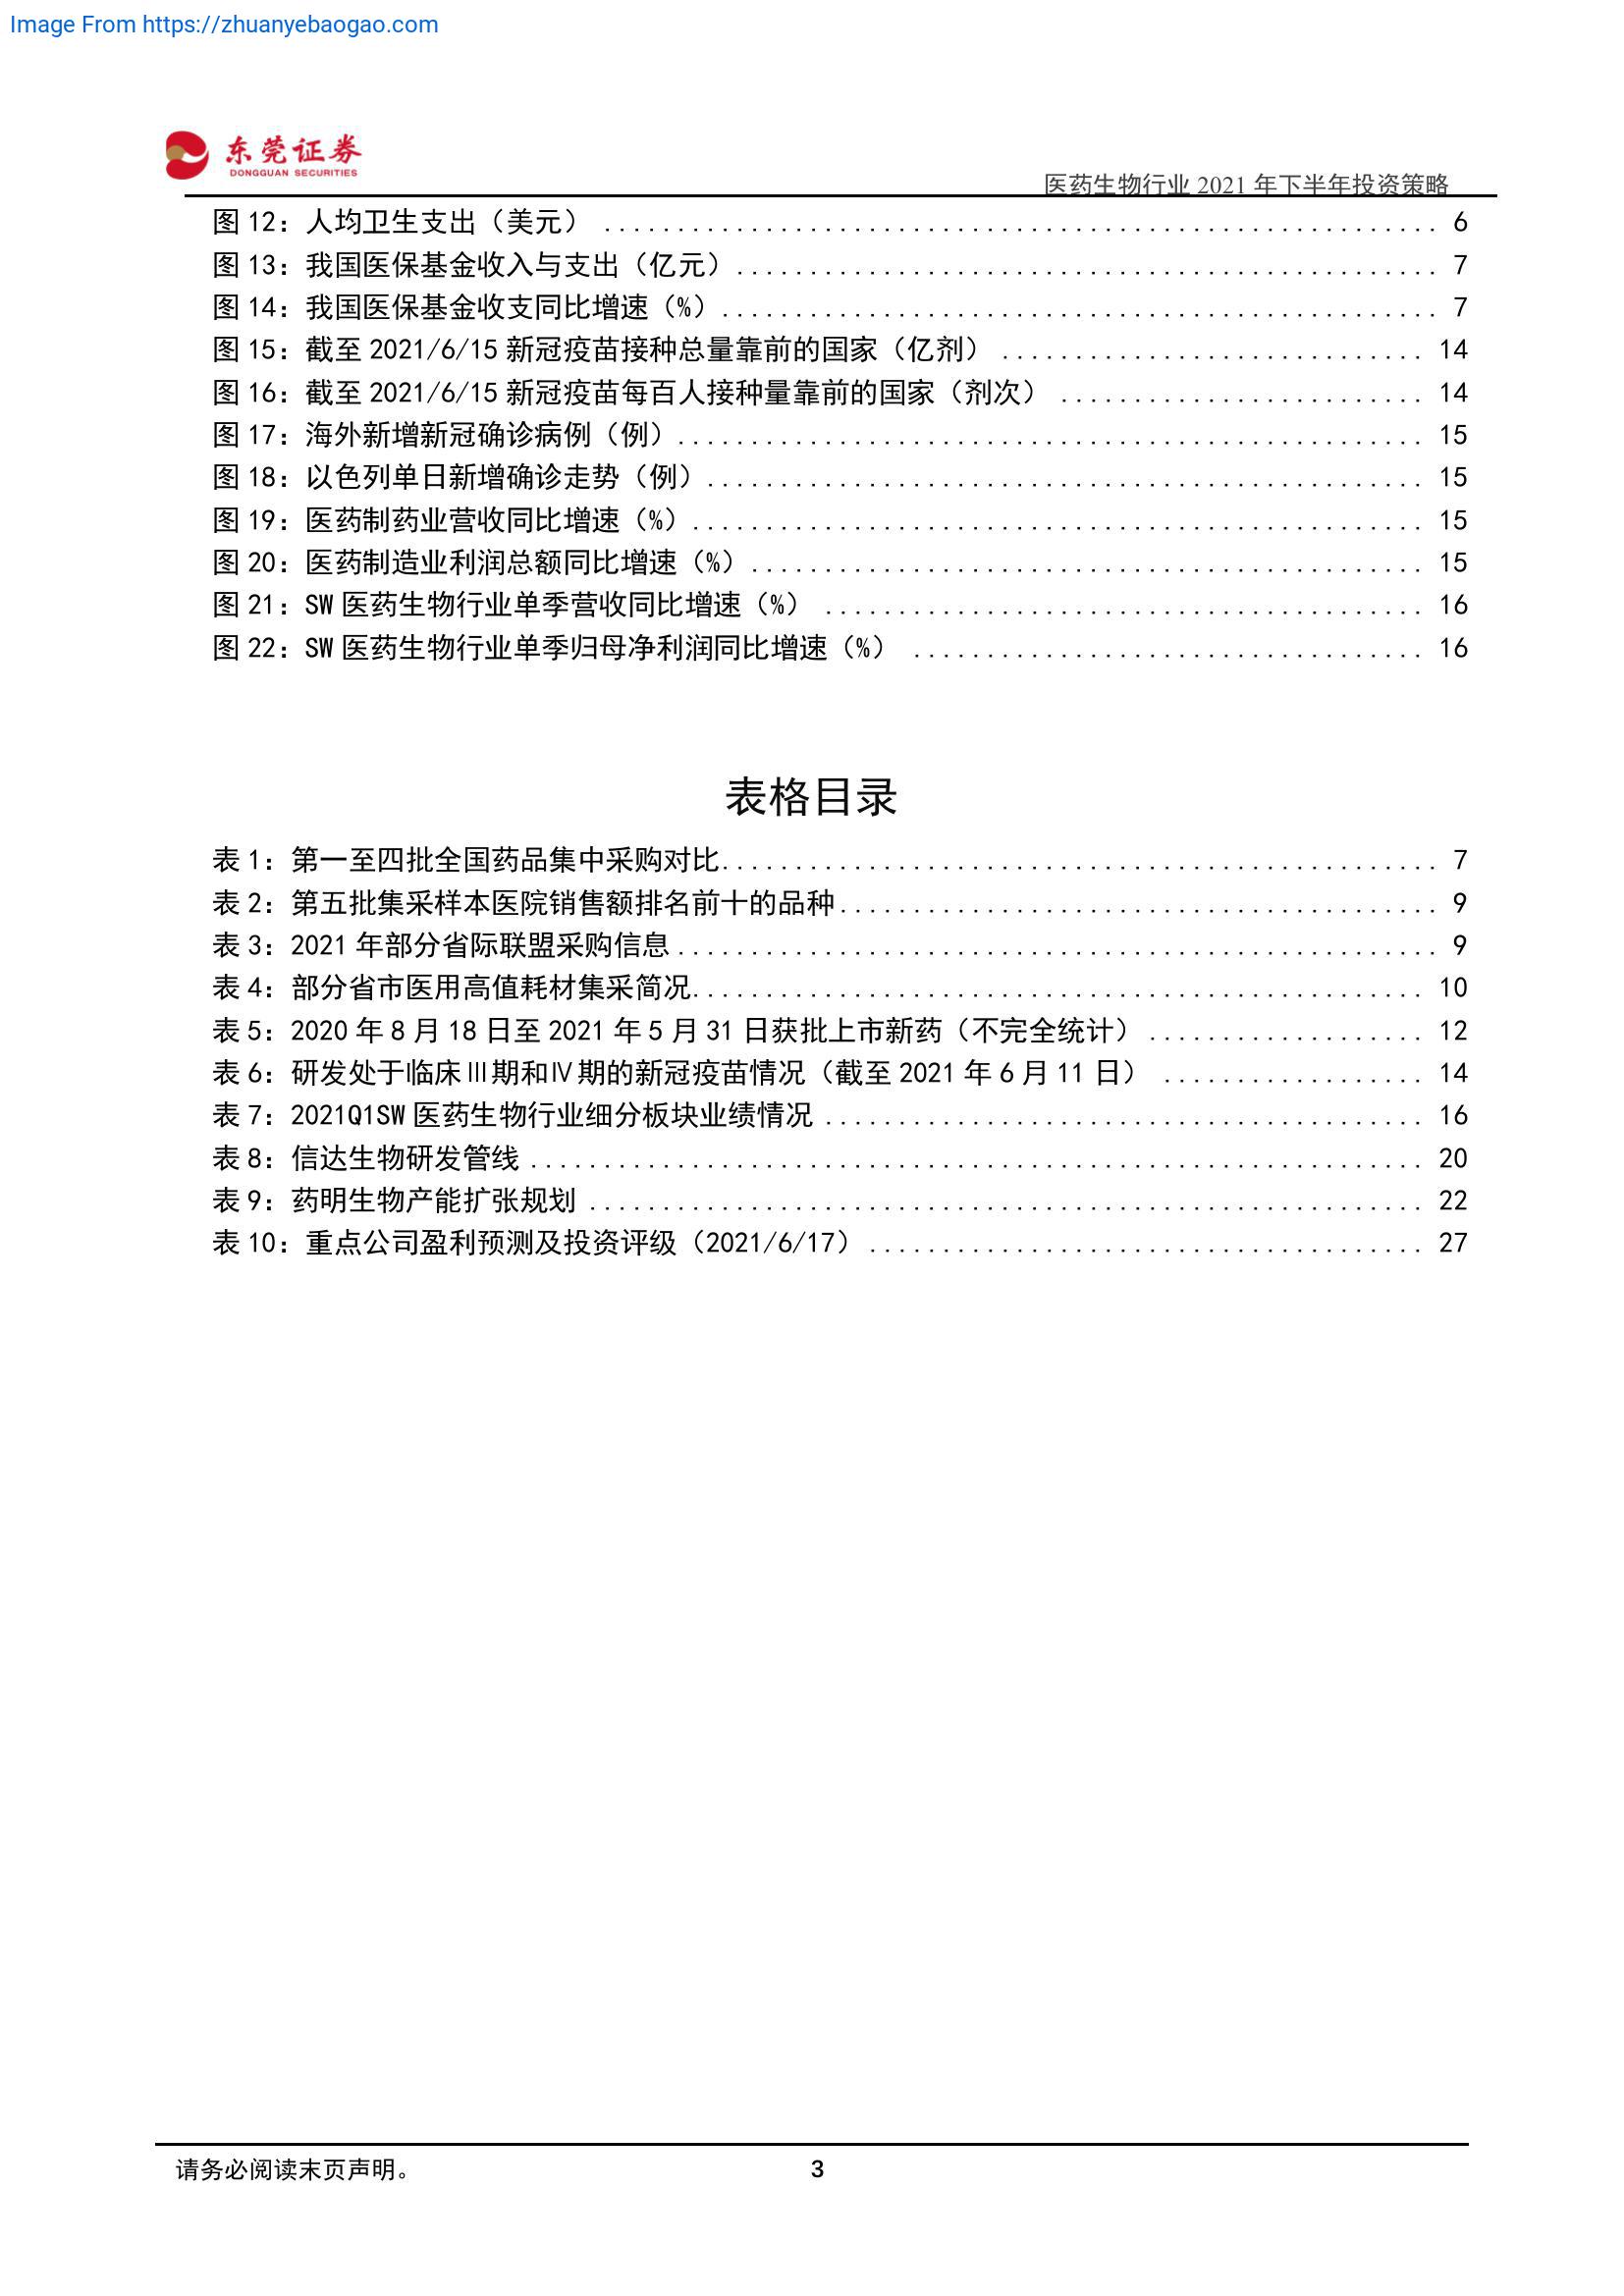 Image From https://zhuanyebaogao.com
东莞证券
DONGGUAN SECURITIES
医药生物行业 2021 年下半年投资策略
图 12：人均卫生支出（美元） ........................................................ 6
图 13：我国医保基金收入与支出（亿元）................................................ 7
图 14：我国医保基金收支同比增速（%）................................................. 7
图 15：截至 2021/6/15 新冠疫苗接种总量靠前的国家（亿剂） ............................. 14
图 16：截至 2021/6/15 新冠疫苗每百人接种量靠前的国家（剂次） ......................... 14
图 17：海外新增新冠确诊病例（例）................................................... 15
图 18：以色列单日新增确诊走势（例）................................................. 15
图 19：医药制药业营收同比增速（%）.................................................. 15
图 20：医药制造业利润总额同比增速（%）.............................................. 15
图 21：SW 医药生物行业单季营收同比增速（%） ......................................... 16
图 22：SW 医药生物行业单季归母净利润同比增速（%） ................................... 16
表格目录
表 1：第一至四批全国药品集中采购对比................................................. 7
表 2：第五批集采样本医院销售额排名前十的品种......................................... 9
表 3：2021 年部分省际联盟采购信息.................................................... 9
表 4：部分省市医用高值耗材集采简况.................................................. 10
表 5：2020 年 8 月 18 日至 2021 年 5 月 31 日获批上市新药（不完全统计）................... 12
表 6：研发处于临床Ⅲ期和Ⅳ期的新冠疫苗情况（截至 2021 年 6 月 11 日） .................. 14
表 7：2021Q1SW 医药生物行业细分板块业绩情况 ......................................... 16
表 8：信达生物研发管线 ............................................................. 20
表 9：药明生物产能扩张规划 ......................................................... 22
表 10：重点公司盈利预测及投资评级（2021/6/17）...................................... 27
请务必阅读末页声明。
3